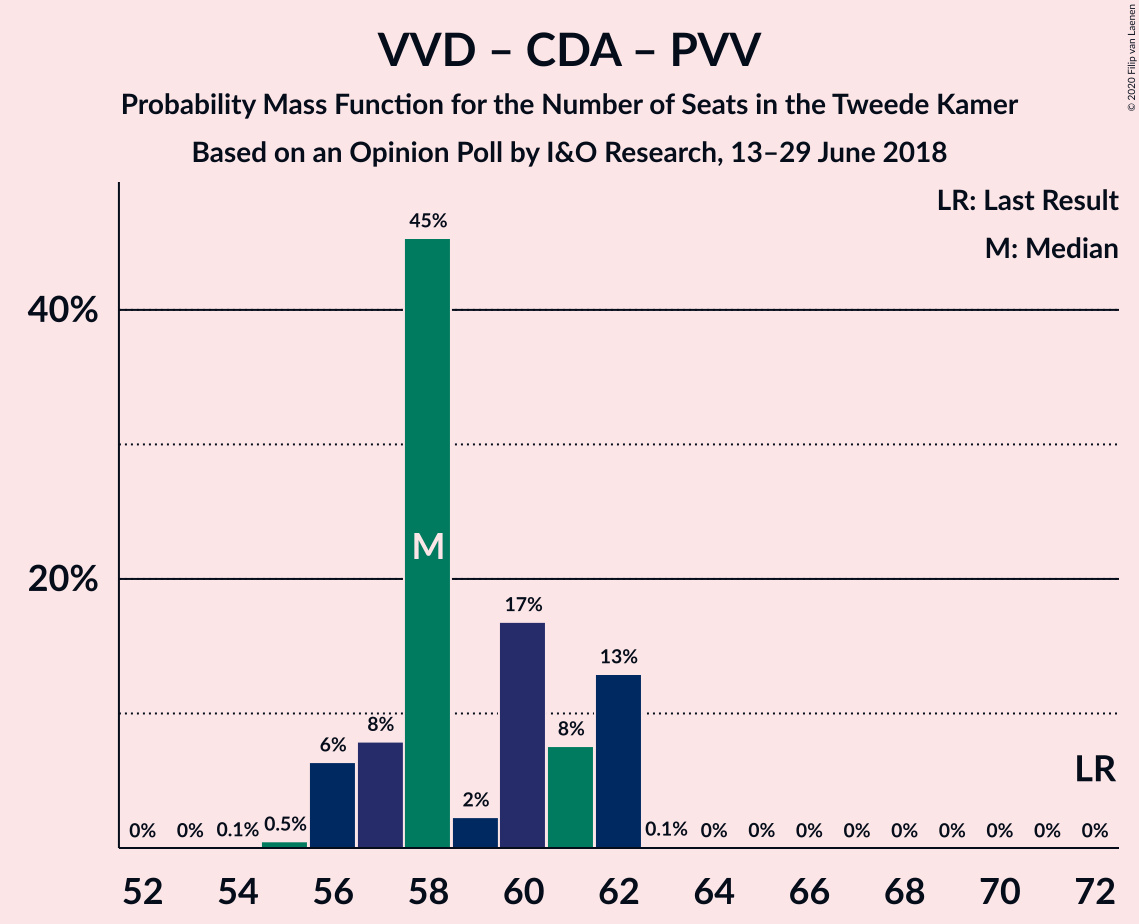 VVD – CDA – PVV
Probability Mass Function for the Number of Seats in the Tweede Kamer
Based on an Opinion Poll by I&O Research, 13–29 June 2018
© 2020 Filip van Laenen
LR: Last Result
M: Median
45%
40%
M
20%
17%
13%
8%
8%
6%
2%
LR
0% 0% 0.1% 0.5% 0.1% 0% 0% 0% 0% 0% 0% 0% 0% 0%
52 54 56 58 60 62 64 66 68 70 72